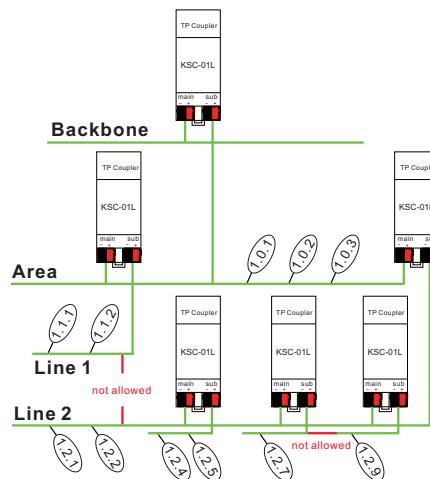 TP Coupler
KSC-01L
main sub
- + - +
Backbone
TP Coupler
KSC-01L
main sub
- + - +
TP Coupler
KSC-01
main
- +
1.0.1
1.0.2
1.0.3
Area
1.1.1
1.1.2
Line 1
not allowed
TP Coupler
KSC-01L
main sub
- + - +
TP Coupler
KSC-01L
main sub
- + - +
TP Coupler
KSC-01L
main sub
- + - +
Line 2
not allowed
1.2.1
1.2.2
1.2.4
1.2.5
1.2.7
1.2.9